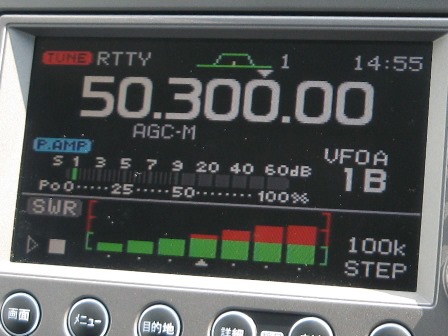 TUNE RTTY 1 14:55
50.300.00
AGC-M
P.AMP
S 1 3 5 7 9 20 40 60dB
Po 0 25 50 100%
VFOA
1B
SWR
100k
STEP
画面 メニュー 目的地 詳細